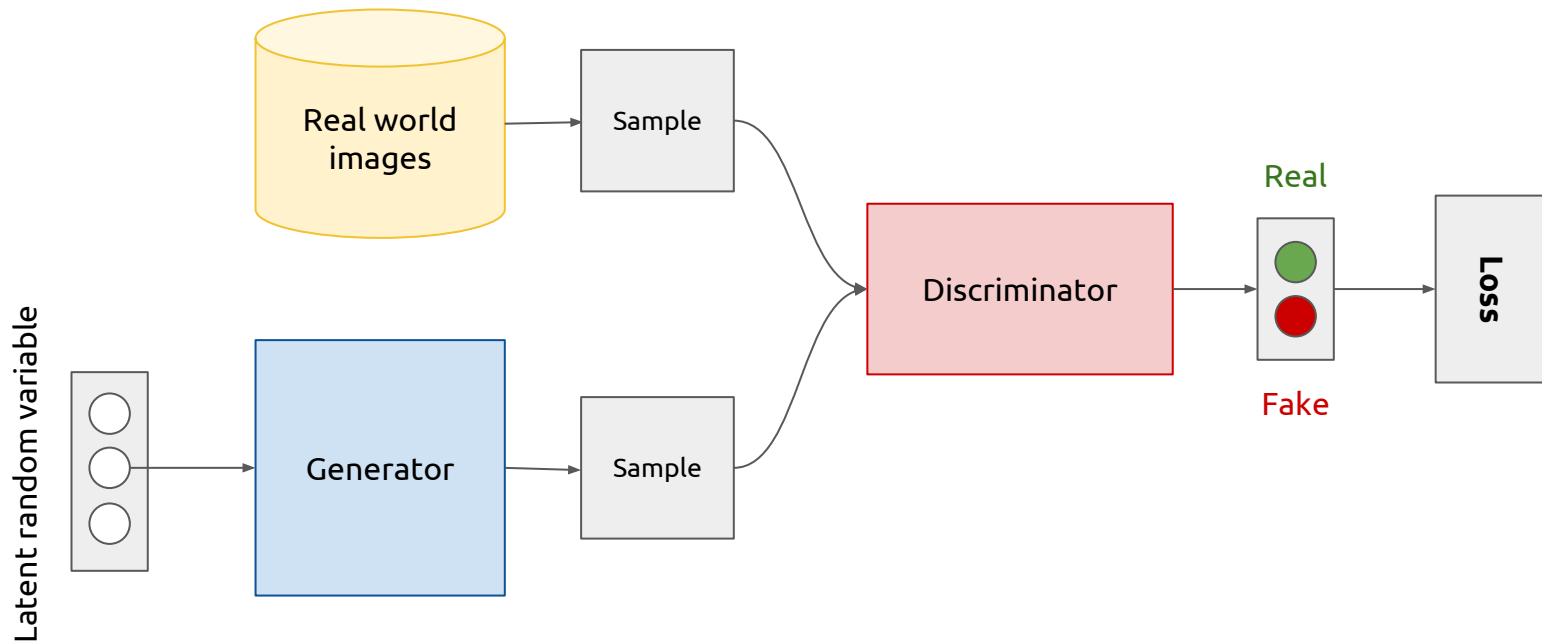 Real world
images
Sample
Real
Discriminator
Loss
Fake
Latent random variable
Generator
Sample